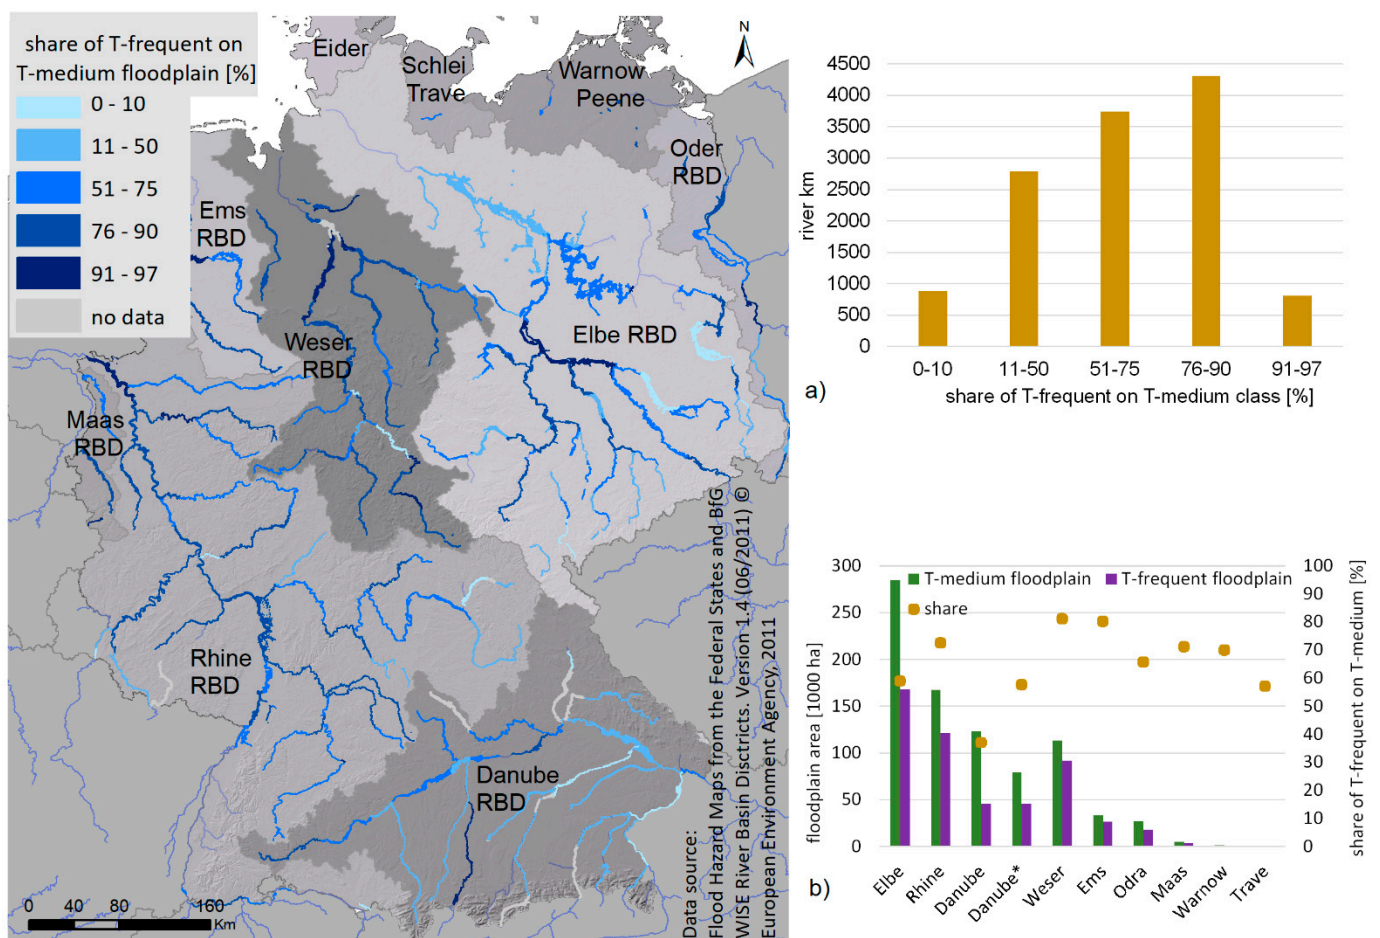 share of T-frequent on
T-medium floodplain [%]
0 - 10
11 - 50
51 - 75
76 - 90
91 - 97
no data
Eider
Schlei
Trave
Warnow
Peene
N
Oder
RBD
Ems
RBD
Weser
RBD
Elbe RBD
Maas
RBD
Rhine
RBD
Danube
RBD
0 40 80 160
Km
Data source:
Flood Hazard Maps from the Federal States and BfG
WISE River Basin Disctricts. Version 1.4 (06/2011) ©
European Environment Agency, 2011
4500
4000
3500
3000
2500
2000
1500
1000
500
0
river km
0-10 11-50 51-75 76-90 91-97
share of T-frequent on T-medium class [%]
a)
T-medium floodplain T-frequent floodplain
share
300
250
200
150
100
50
0
floodplain area [1000 ha]
100
90
80
70
60
50
40
30
20
10
0
share of T-frequent on T-medium [%]
Elbe Rhine Danube Danube* Weser Ems Odra Maas Warnow Trave
b)